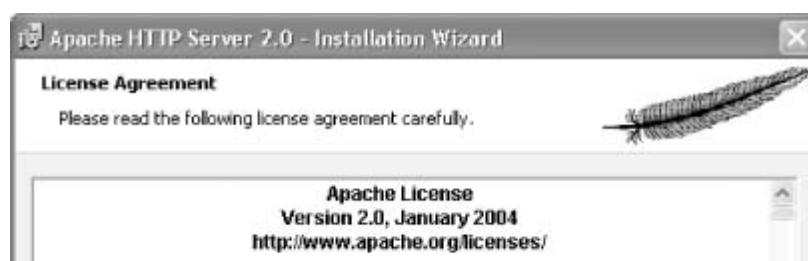 Apache HTTP Server 2.0 - Installation Wizard
License Agreement
Please read the following license agreement carefully.
Apache License
Version 2.0, January 2004
http://www.apache.org/licenses/